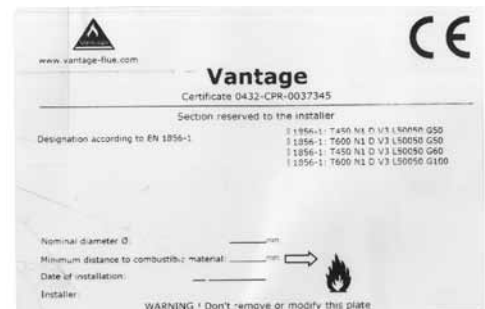 Vantage
www.vantage-flue.com
CE
Vantage
Certificate 0432-CPR-0037345
Section reserved to the installer
Designation according to EN 1856-1
1856-1: T450 N1 D V3 L50050 G50
1856-1: T600 N1 D V3 L50050 G50
1856-1: T450 N1 D V3 L50050 G60
1856-1: T600 N1 D V3 L50050 G100
Nominal diameter Ø: mm
Minimum distance to combustible material: mm
Date of installation:
Installer:
WARNING ! Don't remove or modify this plate